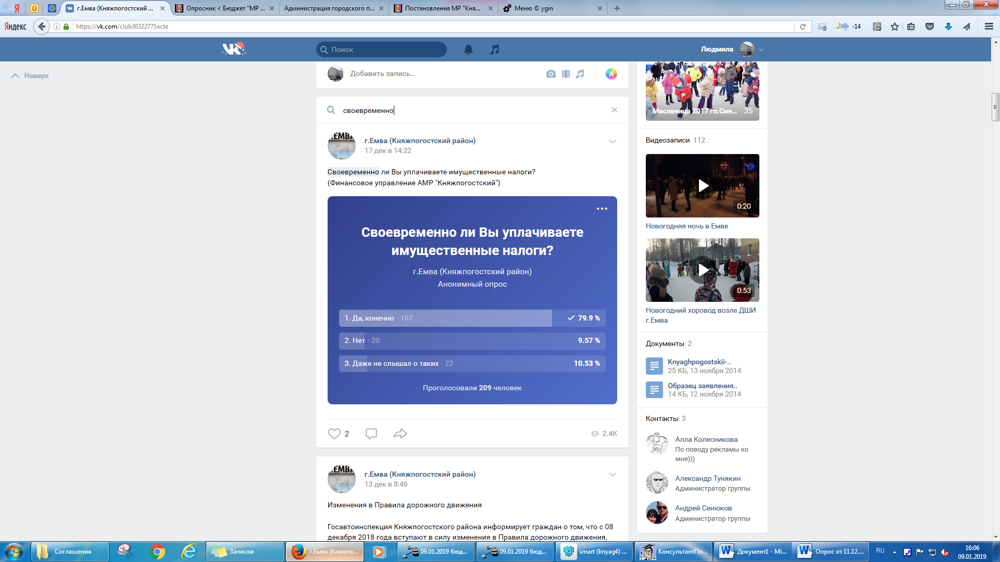 г.Емва (Княжпогостский ...
Опросник < Бюджет "МР ...
Администрация городского п...
Постановления МР "Кня...
Меню © ygin
Яндекс
https://vk.com/club30322775acte
-14
Поиск
Людмила
Наверх
Добавить запись...
своевременно
г.Емва (Княжпогостский район)
17 дек в 14:22
Своевременно ли Вы уплачиваете имущественные налоги?
(Финансовое управление АМР "Княжпогостский")
Своевременно ли Вы уплачиваете
имущественные налоги?
г.Емва (Княжпогостский район)
Анонимный опрос
1. Да, конечно · 167 79.9 %
2. Нет · 20 9.57 %
3. Даже не слышал о таких · 22 10.53 %
Проголосовали 209 человек
2
2.4K
г.Емва (Княжпогостский район)
13 дек в 8:46
Изменения в Правила дорожного движения
Госавтоинспекция Княжпогостского района информирует граждан о том, что с 08
декабря 2018 года вступают в силу изменения в Правила дорожного движения,
Масленица 2017 гп.Син... 35
Видеозаписи 112
0:20
Новогодняя ночь в Емве
0:53
Новогодний хоровод возле ДШИ
г.Емва
Документы 2
Knyaghpogostskii-..
25 КБ, 13 ноября 2014
Образец заявления..
14 КБ, 12 ноября 2014
Контакты 3
Алла Колесникова
По поводу рекламы ко
мне)))
Александр Тунякин
Администратор группы
Андрей Сенюков
Администратор группы
Соглашения
Записки
г.Емва (Княжпо...
09.01.2019 бюд...
09.01.2019 бюд...
smart (knyag4) ...
КонсультантПл...
Документ1 - Mi...
Опрос от 11.12....
RU
16:06
09.01.2019